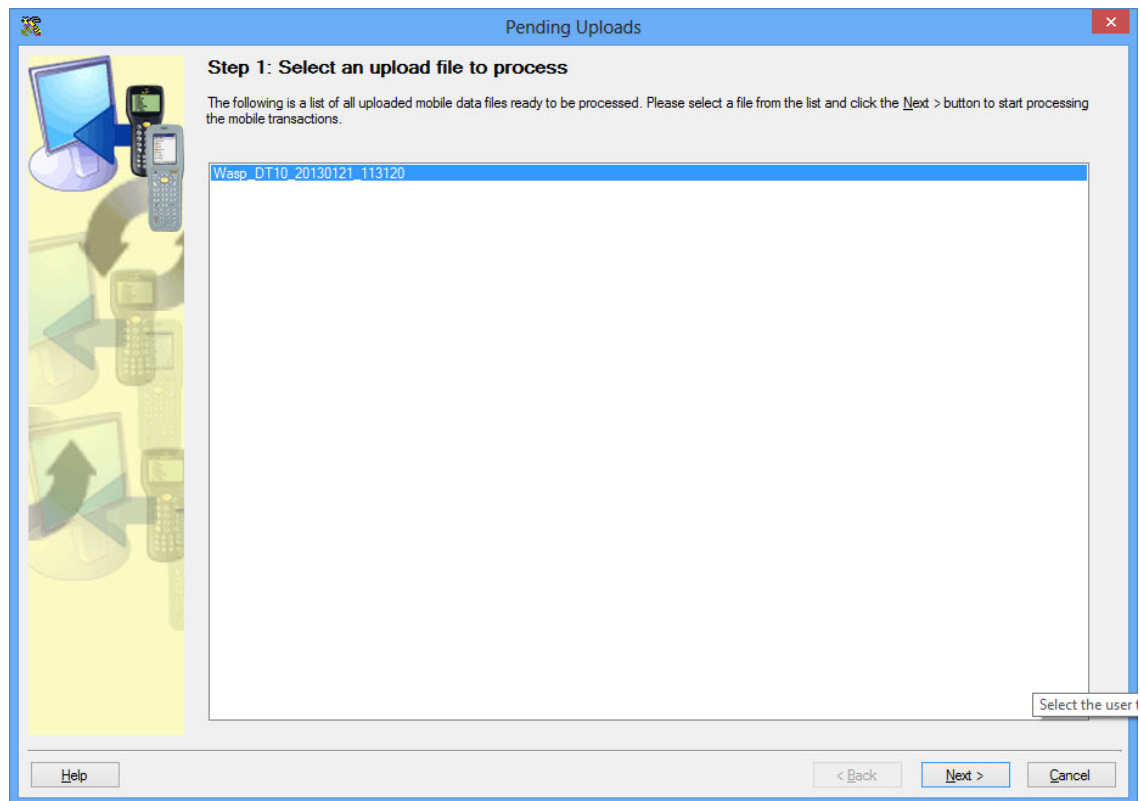 Pending Uploads
Step 1: Select an upload file to process
The following is a list of all uploaded mobile data files ready to be processed. Please select a file from the list and click the Next > button to start processing
the mobile transactions.
Wasp_DT10_20130121_113120
Select the user t
Help
< Back
Next >
Cancel